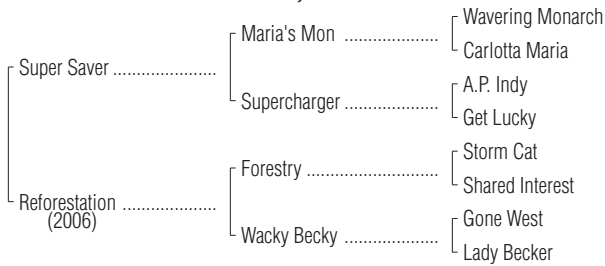 Wavering Monarch
Maria's Mon ....................
Carlotta Maria
Super Saver ......................
A.P. Indy
Supercharger ....................
Get Lucky
Storm Cat
Forestry ............................
Shared Interest
Reforestation ....................
(2006)
Gone West
Wacky Becky ....................
Lady Becker